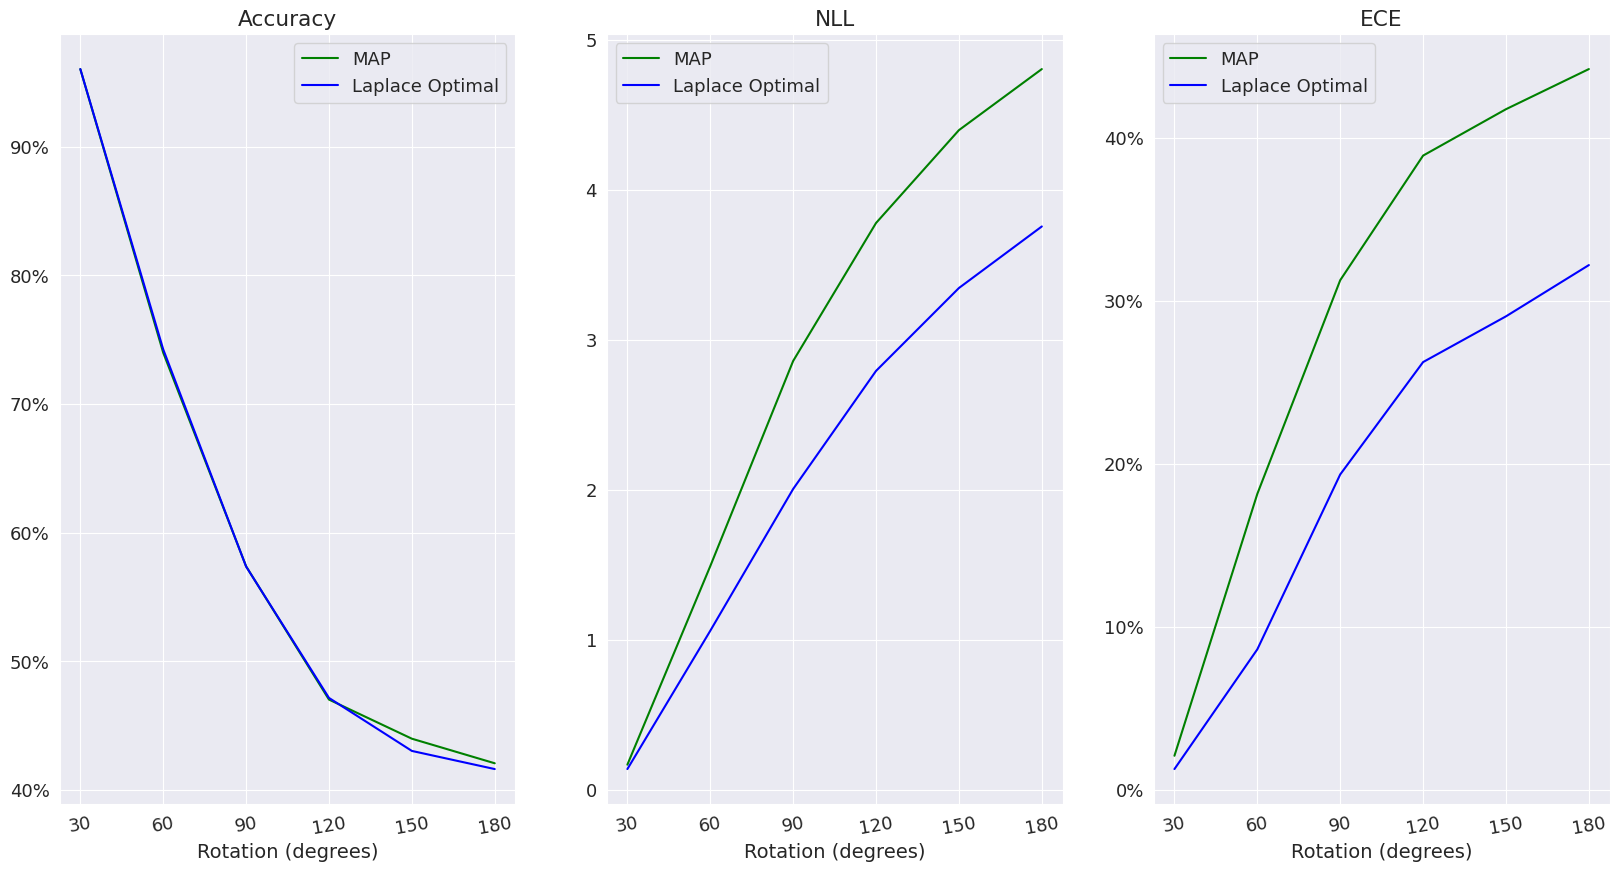 Accuracy
MAP
Laplace Optimal
90%
80%
70%
60%
50%
40%
30 60 90 120 150 180
Rotation (degrees)
NLL
MAP
Laplace Optimal
5
4
3
2
1
0
30 60 90 120 150 180
Rotation (degrees)
ECE
MAP
Laplace Optimal
40%
30%
20%
10%
0%
30 60 90 120 150 180
Rotation (degrees)